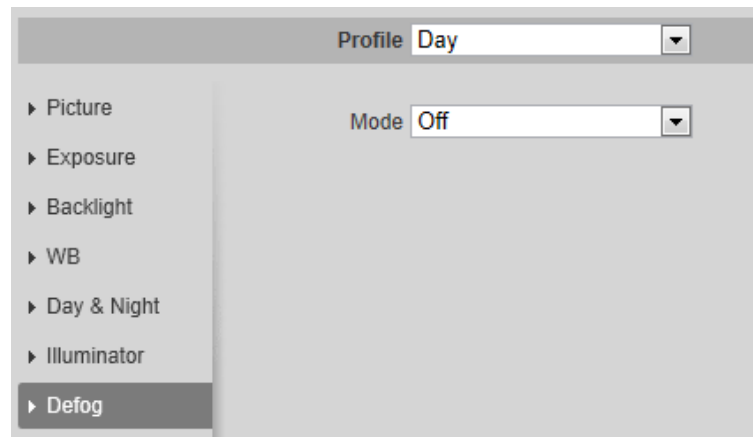 Profile Day
Picture
Mode Off
Exposure
Backlight
WB
Day & Night
Illuminator
Defog